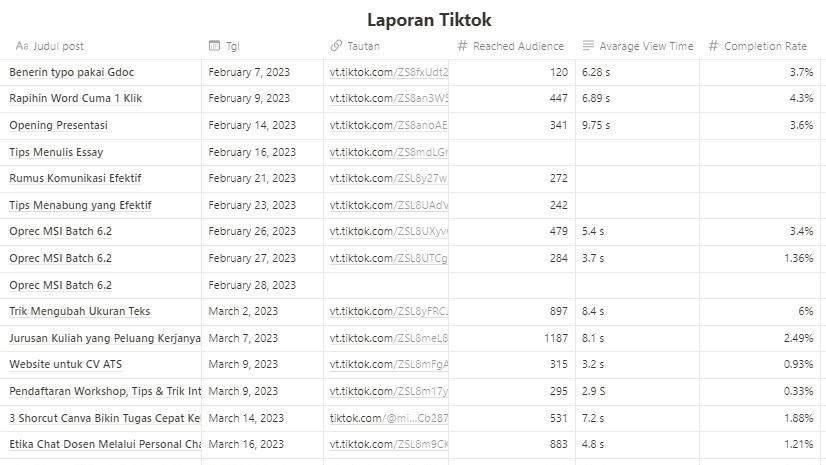 Laporan Tiktok
Aa Judul post Tgl Tautan # Reached Audience Avarage View Time # Completion Rate
Benerin typo pakai Gdoc February 7, 2023 vt.tiktok.com/ZS8fxUdt2 120 6.28 s 3.7%
Rapihin Word Cuma 1 Klik February 9, 2023 vt.tiktok.com/ZS8an3WS 447 6.89 s 4.3%
Opening Presentasi February 14, 2023 vt.tiktok.com/ZS8anoAE 341 9.75 s 3.6%
Tips Menulis Essay February 16, 2023 vt.tiktok.com/ZS8mdLGr
Rumus Komunikasi Efektif February 21, 2023 vt.tiktok.com/ZSL8y27w 272
Tips Menabung yang Efektif February 23, 2023 vt.tiktok.com/ZSL8UAdV 242
Oprec MSI Batch 6.2 February 26, 2023 vt.tiktok.com/ZSL8UXyv 479 5.4 s 3.4%
Oprec MSI Batch 6.2 February 27, 2023 vt.tiktok.com/ZSL8UTCg 284 3.7 s 1.36%
Oprec MSI Batch 6.2 February 28, 2023
Trik Mengubah Ukuran Teks March 2, 2023 vt.tiktok.com/ZSL8yFRC 897 8.4 s 6%
Jurusan Kuliah yang Peluang Kerjanya March 7, 2023 vt.tiktok.com/ZSL8meL8 1187 8.1 s 2.49%
Website untuk CV ATS March 9, 2023 vt.tiktok.com/ZSL8mFgA 315 3.2 s 0.93%
Pendaftaran Workshop, Tips & Trik Int March 9, 2023 vt.tiktok.com/ZSL8m17y 295 2.9 S 0.33%
3 Shorcut Canva Bikin Tugas Cepat Ke March 14, 2023 tiktok.com/@mi...Cb287 531 7.2 s 1.88%
Etika Chat Dosen Melalui Personal Cha March 16, 2023 vt.tiktok.com/ZSL8m9CK 883 4.8 s 1.21%